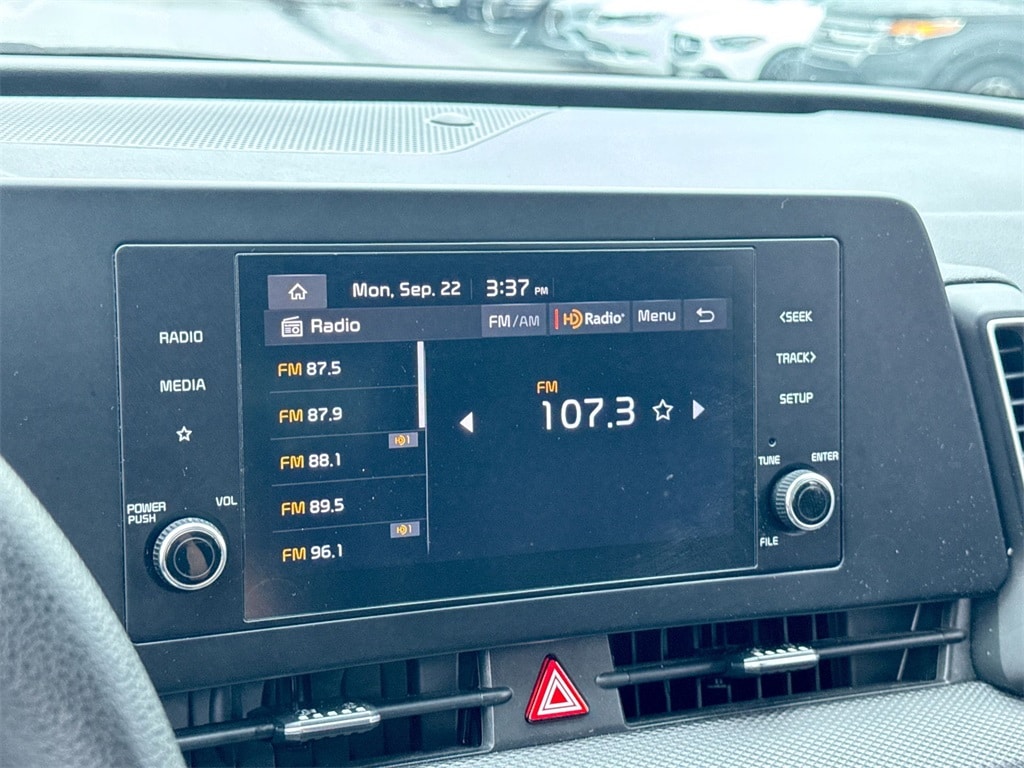 Mon, Sep. 22 3:37 PM
Radio FM/AM HD Radio Menu
FM 87.5
FM 87.9
HD1
FM 88.1
FM 89.5
HD1
FM 96.1
FM
107.3
RADIO
MEDIA
POWER
PUSH
VOL
<SEEK
TRACK>
SETUP
TUNE
ENTER
FILE